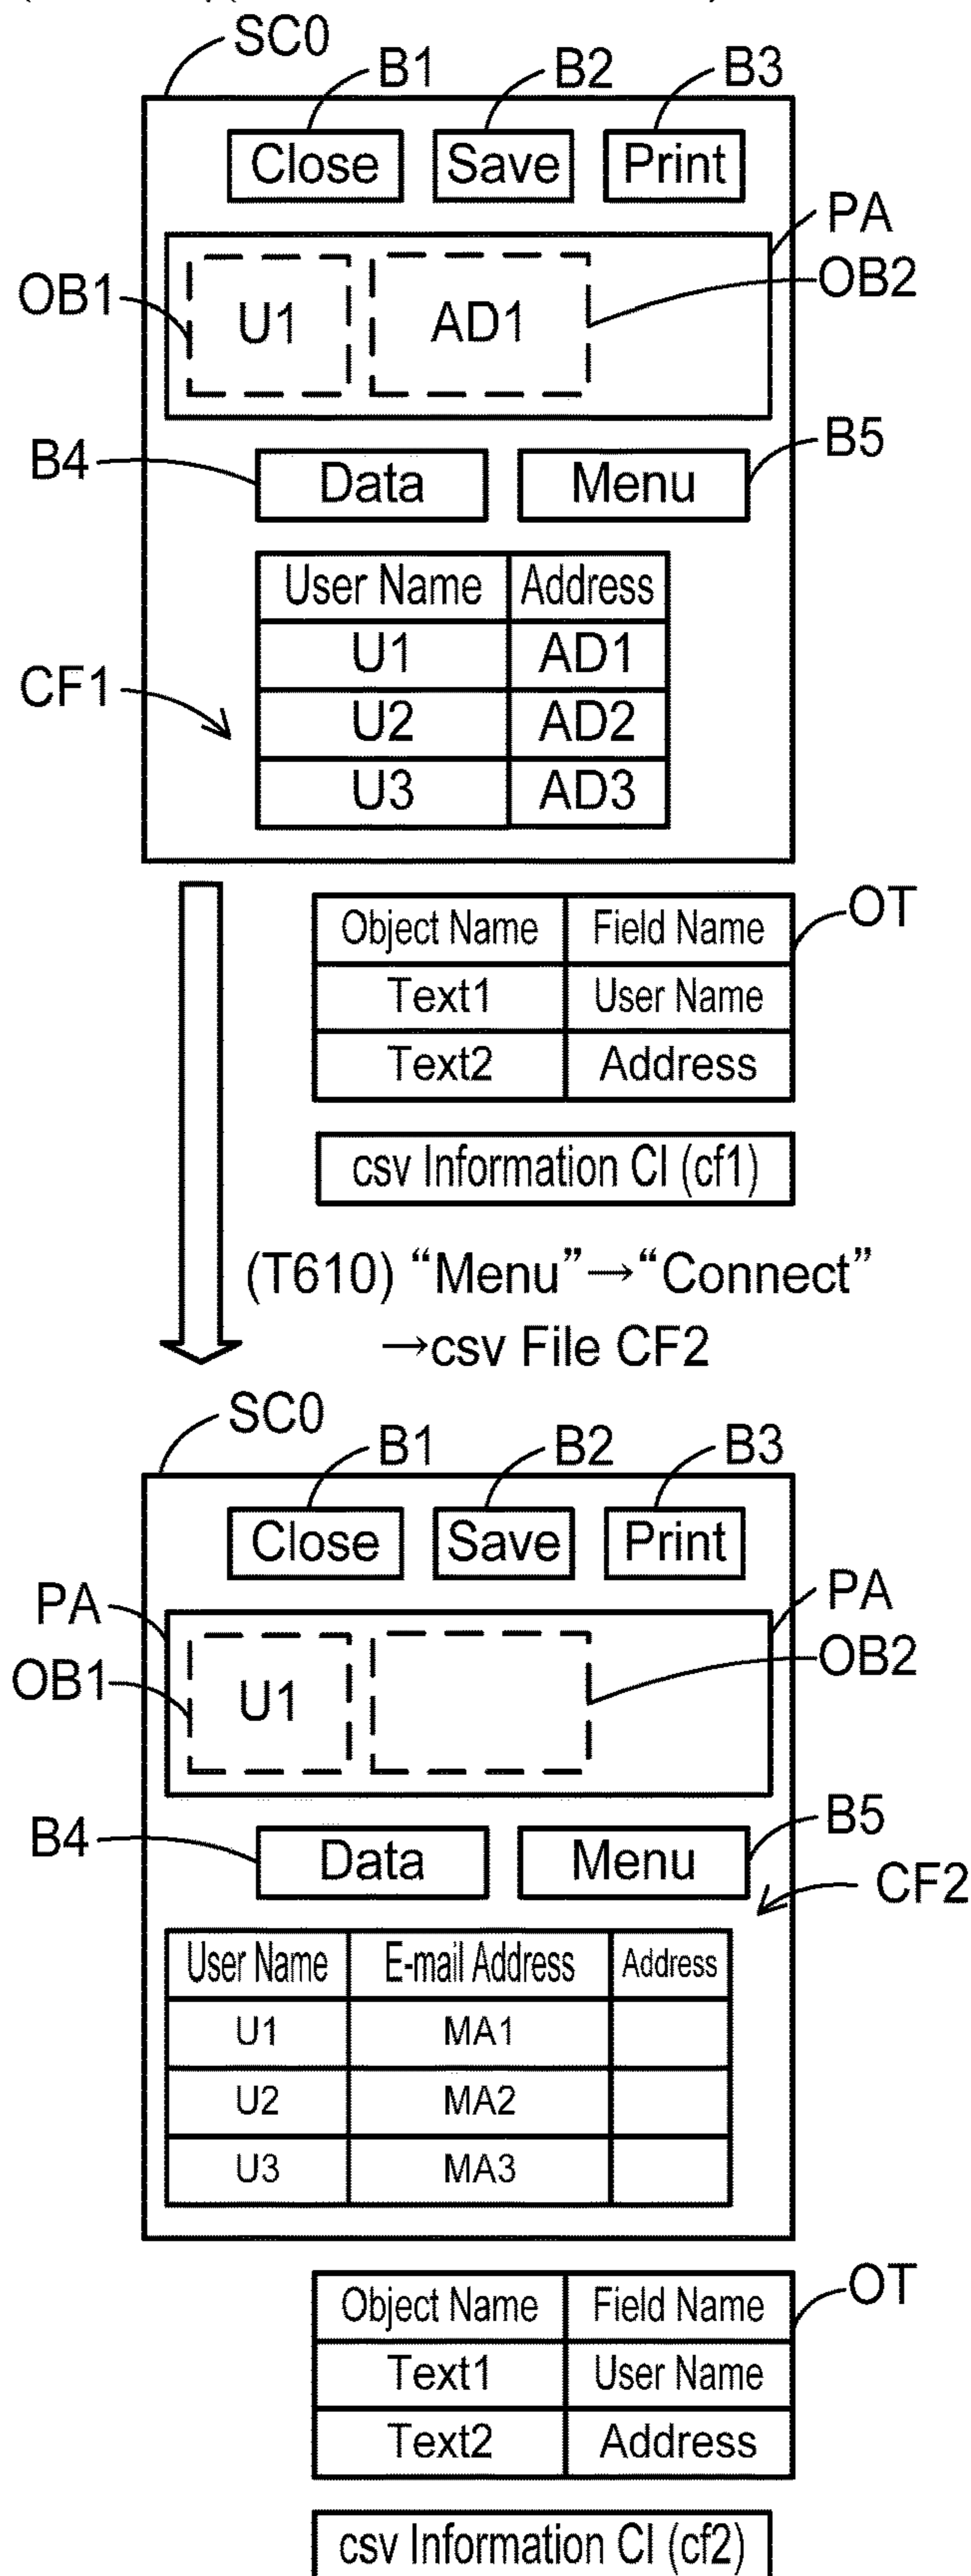 SC0
B1 B2 B3
Close Save Print
PA
OB1 U1 AD1 OB2
B4 Data Menu B5
User Name Address
U1 AD1
CF1
U2 AD2
U3 AD3
OT
Object Name Field Name
Text1 User Name
Text2 Address
csv Information CI (cf1)
(T610) “Menu”→“Connect”
→csv File CF2
SC0
B1 B2 B3
Close Save Print
PA PA
OB1 U1 OB2
B4 Data Menu B5
CF2
User Name E-mail Address Address
U1 MA1
U2 MA2
U3 MA3
OT
Object Name Field Name
Text1 User Name
Text2 Address
csv Information CI (cf2)